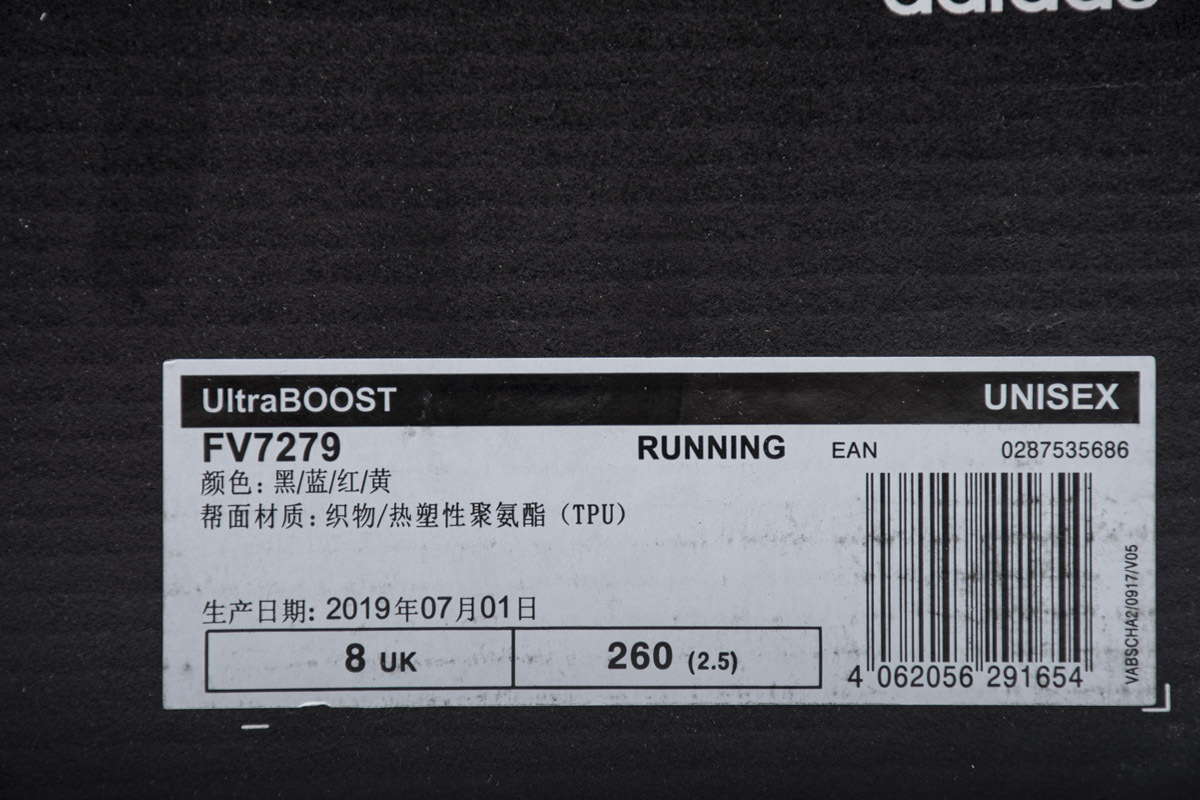 adidas
UltraBOOST UNISEX
FV7279 RUNNING EAN 0287535686
颜色: 黑/蓝/红/黄
帮面材质: 织物/热塑性聚氨酯（TPU）
生产日期: 2019年07月01日
8 UK 260 (2.5)
4 062056 291654
VABSCHA2/0917/V05